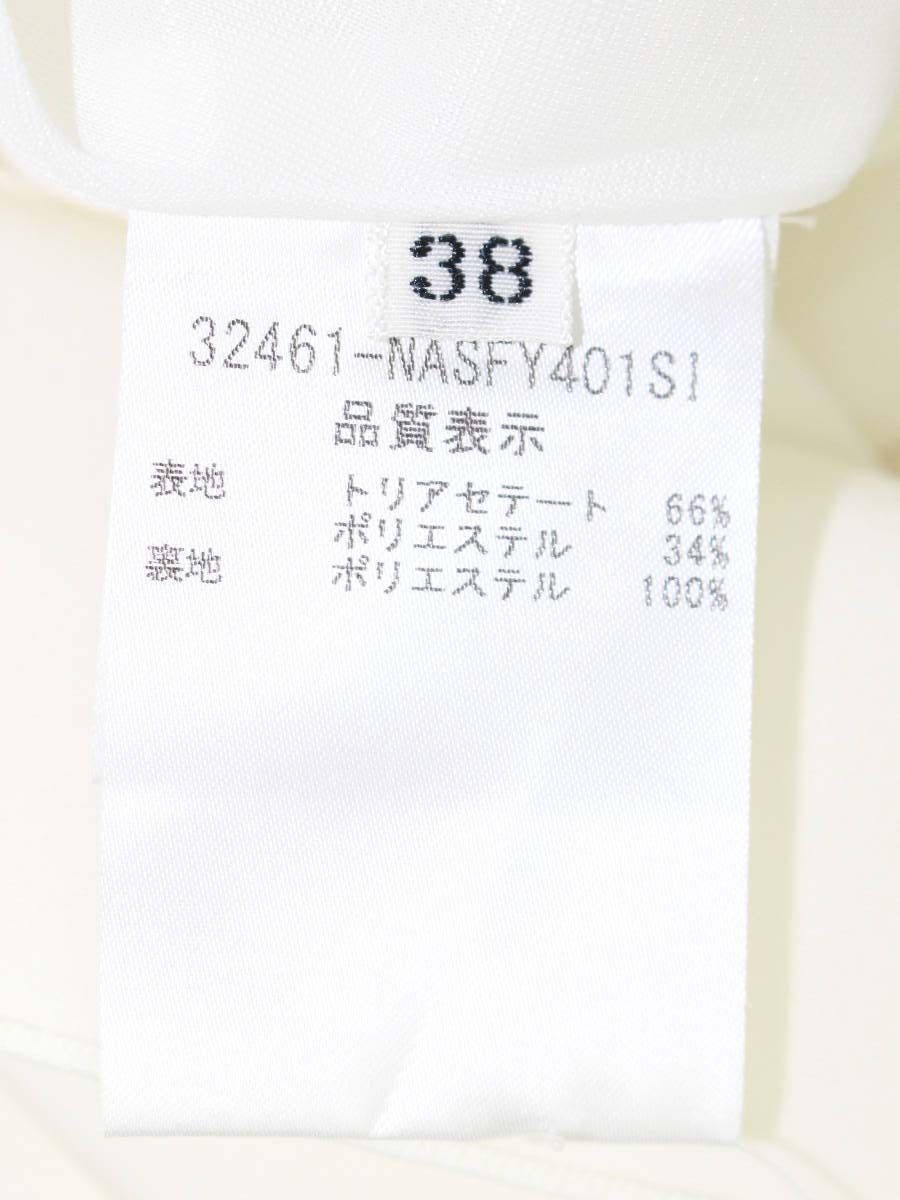 38
32461-NASFY401SI
品質表示
表地 トリアセテート 66%
ポリエステル 34%
裏地 ポリエステル 100%